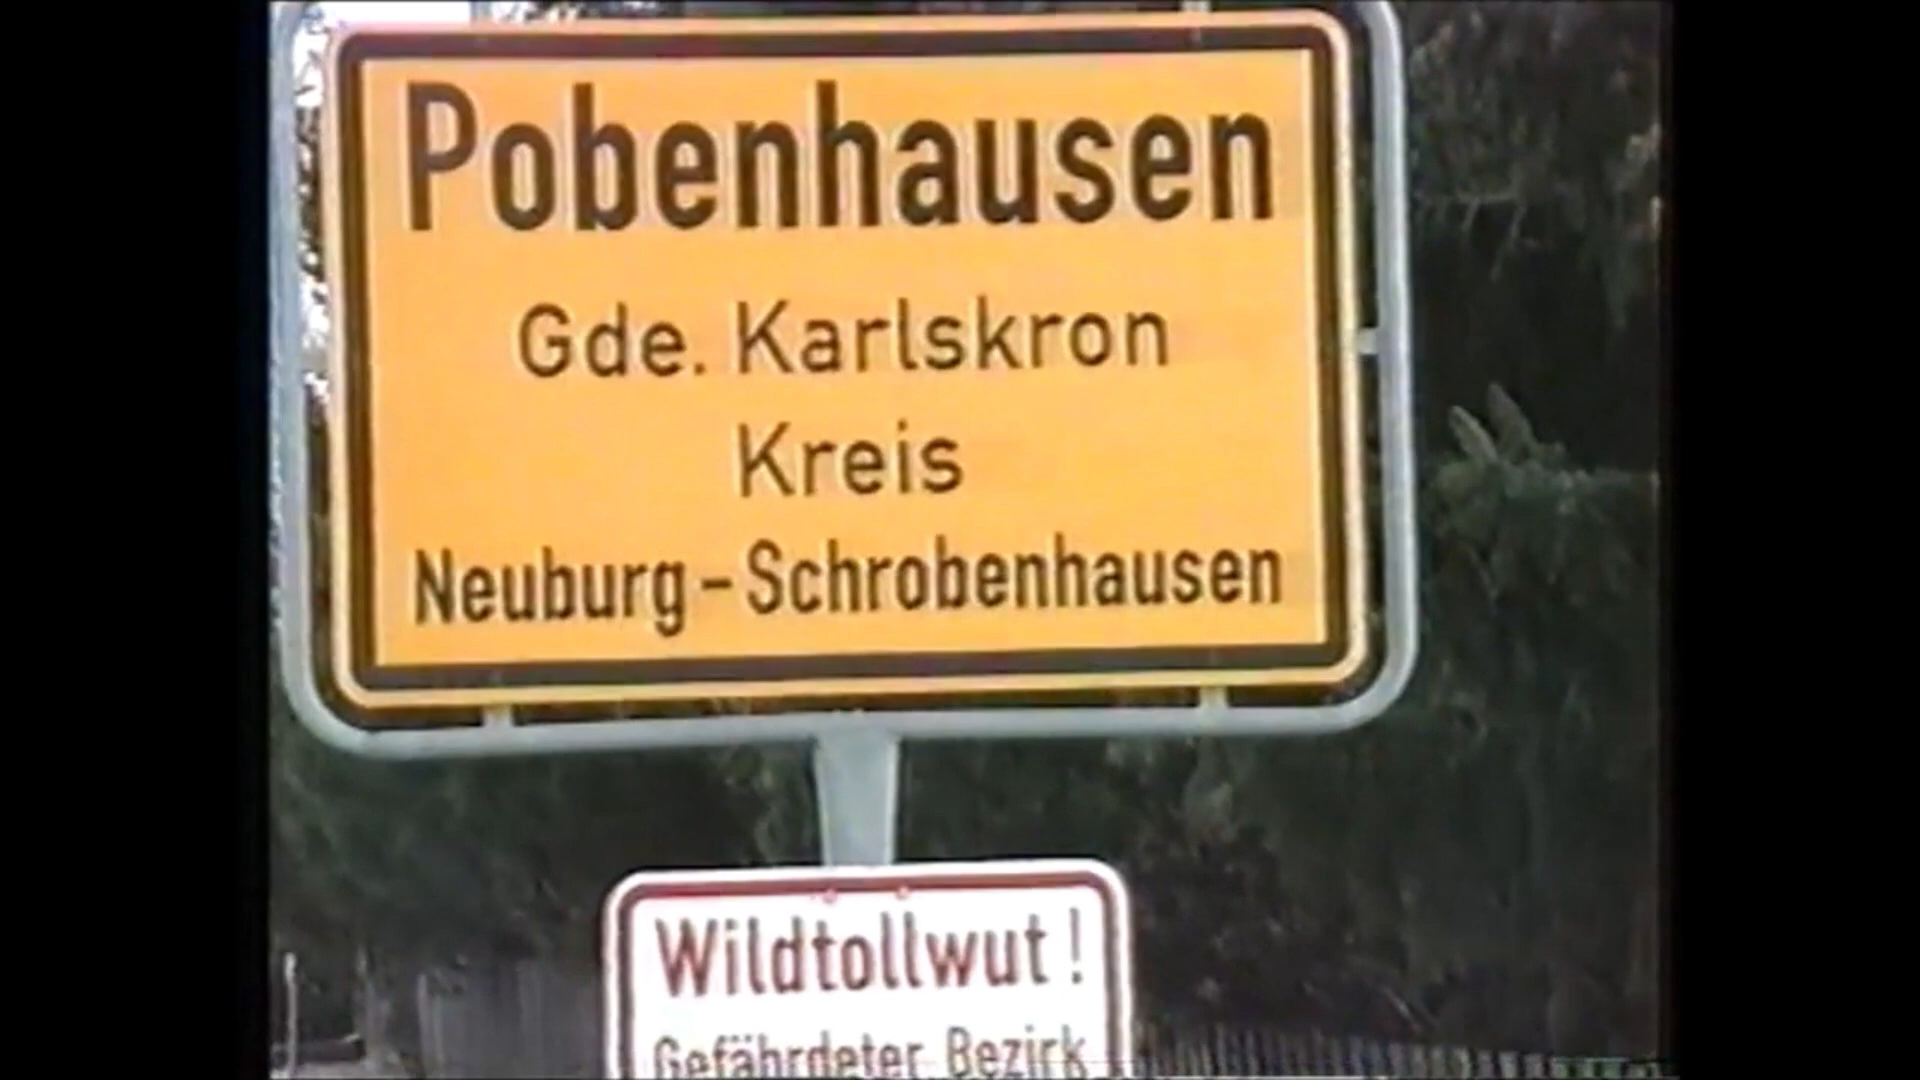 Pobenhausen
Gde. Karlskron
Kreis
Neuburg-Schrobenhausen
Wildtollwut!
Gefährdeter Bezirk